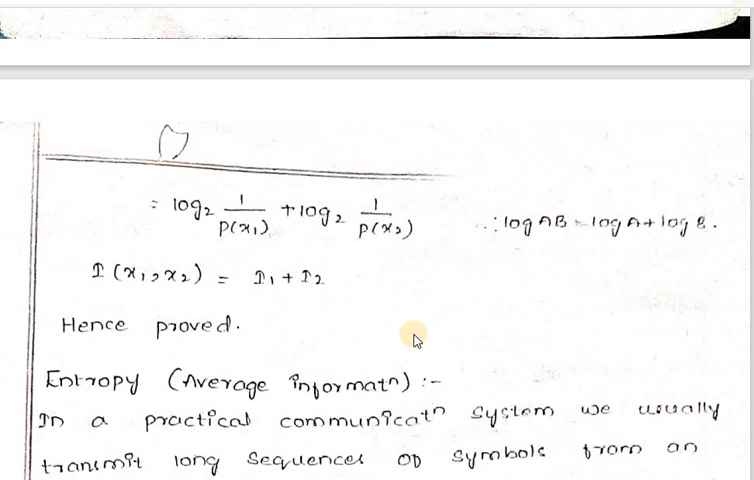 = log₂ 1/P(x₁) + log₂ 1/P(x₂) ∴ log AB = log A + log B.
I (x₁, x₂) = I₁ + I₂
Hence proved.
Entropy (Average informatⁿ) :-
In a practical communicatⁿ system we usually
transmit long sequences of symbols from an